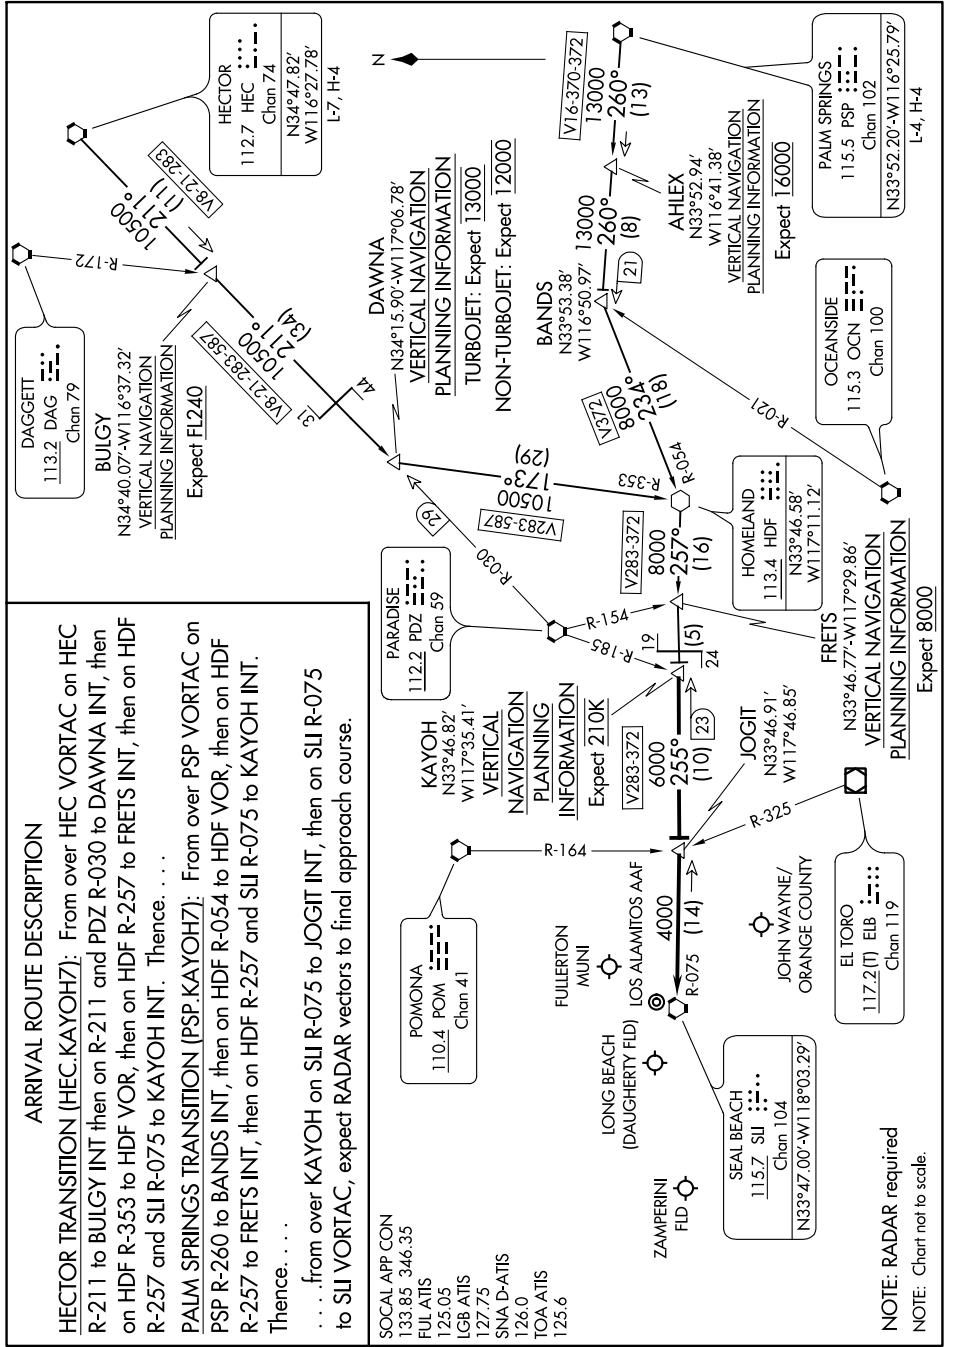 ARRIVAL ROUTE DESCRIPTION
HECTOR TRANSITION (HEC.KAYOH7): From over HEC VORTAC on HEC
R-211 to BULGY INT then on R-211 and PDZ R-030 to DAWNA INT, then
on HDF R-353 to HDF VOR, then on HDF R-257 to FRETS INT, then on HDF
R-257 and SLI R-075 to KAYOH INT. Thence. . . .
PALM SPRINGS TRANSITION (PSP.KAYOH7): From over PSP VORTAC on
PSP R-260 to BANDS INT, then on HDF R-054 to HDF VOR, then on HDF
R-257 to FRETS INT, then on HDF R-257 and SLI R-075 to KAYOH INT.
Thence. . . .
. . . .from over KAYOH on SLI R-075 to JOGIT INT, then on SLI R-075
to SLI VORTAC, expect RADAR vectors to final approach course.
SOCAL APP CON
133.85 346.35
FUL ATIS
125.05
LGB ATIS
127.75
SNA D-ATIS
126.0
TOA ATIS
125.6
DAGGETT
113.2 DAG
Chan 79
R-172
HECTOR
112.7 HEC
Chan 74
N34°47.82'
W116°27.78'
L-7, H-4
V8-21-283
10500
211°
(11)
BULGY
N34°40.07'-W116°37.32'
VERTICAL NAVIGATION
PLANNING INFORMATION
Expect FL240
V8-21-283-587
10500
211°
(34)
31
44
N
DAWNA
N34°15.90'-W117°06.78'
VERTICAL NAVIGATION
PLANNING INFORMATION
TURBOJET: Expect 13000
NON-TURBOJET: Expect 12000
PARADISE
112.2 PDZ
Chan 59
R-030
29
R-154
R-185
V283-587
10500
173°
(29)
R-353
V16-370-372
13000
260°
(13)
PALM SPRINGS
115.5 PSP
Chan 102
N33°52.20'-W116°25.79'
L-4, H-4
AHLEX
N33°52.94'
W116°41.38'
VERTICAL NAVIGATION
PLANNING INFORMATION
Expect 16000
13000
260°
(8)
21
BANDS
N33°53.38'
W116°50.97'
V372
8000
234°
(18)
R-054
R-021
OCEANSIDE
115.3 OCN
Chan 100
HOMELAND
113.4 HDF
N33°46.58'
W117°11.12'
V283-372
8000
257°
(16)
FRETS
N33°46.77'-W117°29.86'
VERTICAL NAVIGATION
PLANNING INFORMATION
Expect 8000
19
24
(5)
KAYOH
N33°46.82'
W117°35.41'
VERTICAL
NAVIGATION
PLANNING
INFORMATION
Expect 210K
V283-372
6000
255°
(10)
23
JOGIT
N33°46.91'
W117°46.85'
POMONA
110.4 POM
Chan 41
R-164
R-325
EL TORO
117.2(T) ELB
Chan 119
4000
(14)
R-075
FULLERTON
MUNI
LOS ALAMITOS AAF
JOHN WAYNE/
ORANGE COUNTY
LONG BEACH
(DAUGHERTY FLD)
SEAL BEACH
115.7 SLI
Chan 104
N33°47.00'-W118°03.29'
ZAMPERINI
FLD
NOTE: RADAR required
NOTE: Chart not to scale.